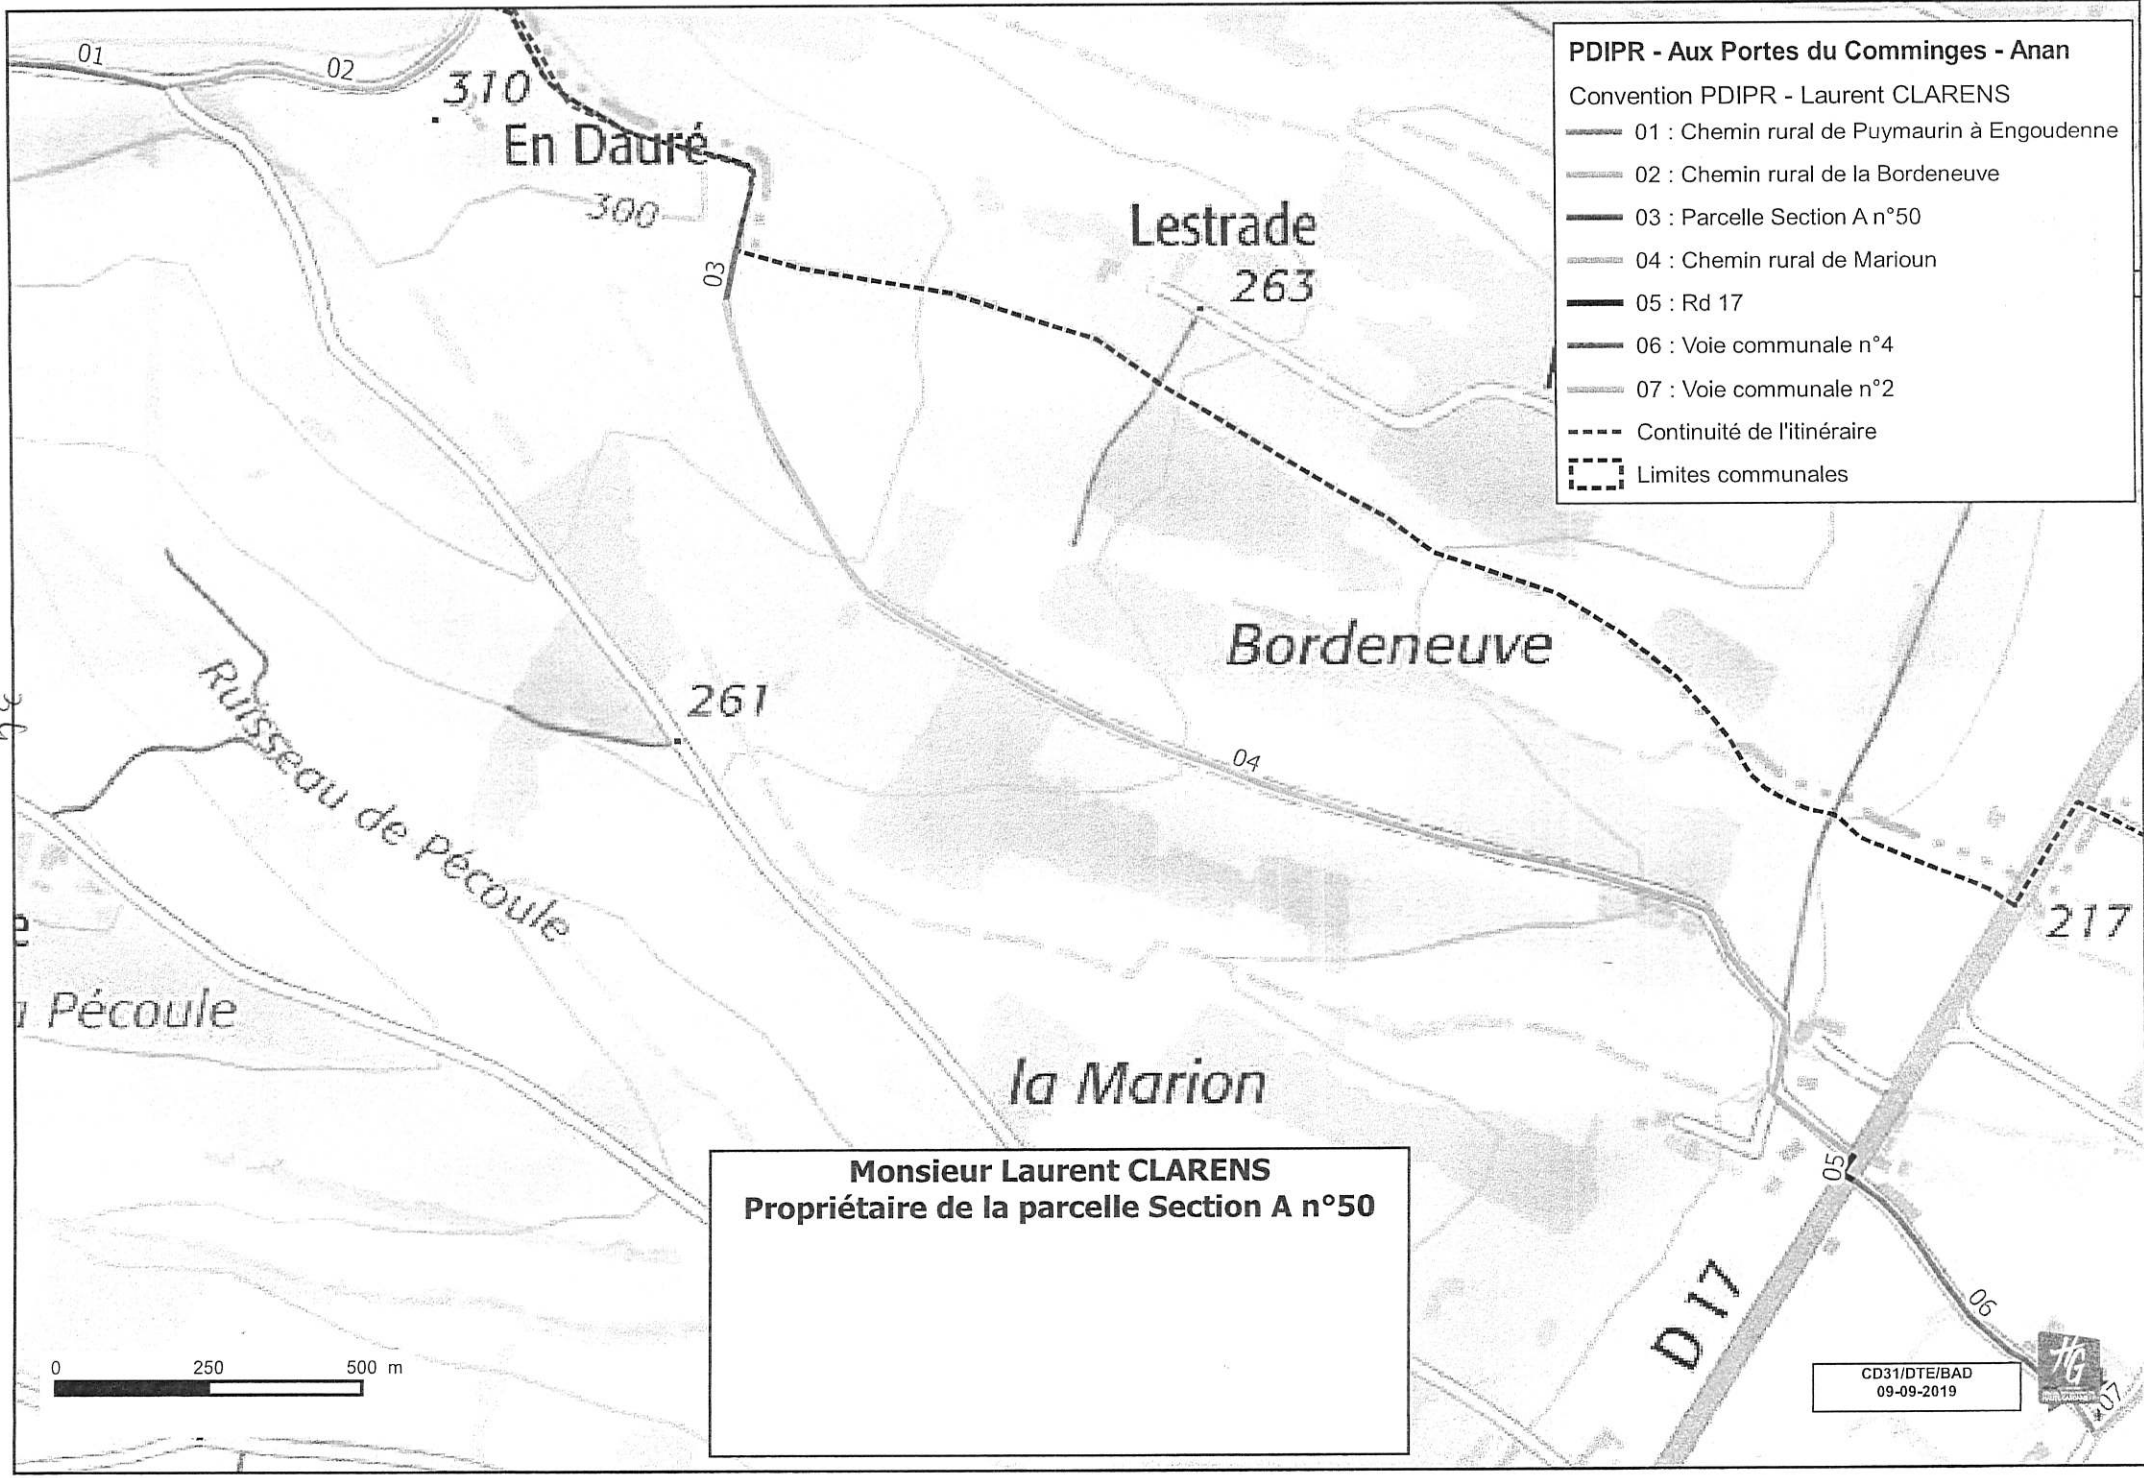 01
02
310
En Dauré
300
03
Lestrade
263
PDIPR - Aux Portes du Comminges - Anan
Convention PDIPR - Laurent CLARENS
01 : Chemin rural de Puymaurin à Engoudenne
02 : Chemin rural de la Bordeneuve
03 : Parcelle Section A n°50
04 : Chemin rural de Marioun
05 : Rd 17
06 : Voie communale n°4
07 : Voie communale n°2
Continuité de l'itinéraire
Limites communales
Bordeneuve
261
Ruisseau de pécoule
04
217
Pécoule
la Marion
Monsieur Laurent CLARENS
Propriétaire de la parcelle Section A n°50
05
D 17
06
07
0 250 500 m
CD31/DTE/BAD
09-09-2019
HG